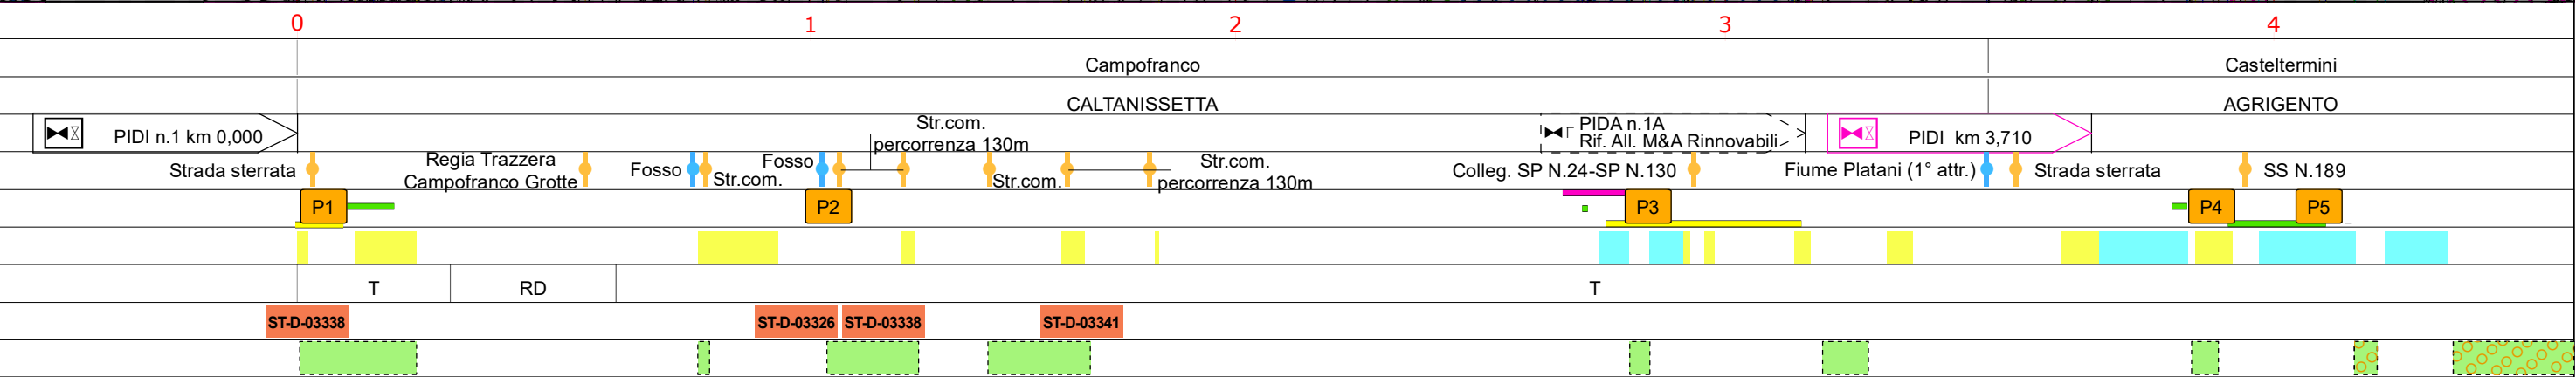 0 1 2 3 4
Campofranco Casteltermini
CALTANISSETTA AGRIGENTO
PIDI n.1 km 0,000
Str.com.
percorrenza 130m
PIDA n.1A
Rif. All. M&A Rinnovabili
PIDI km 3,710
Strada sterrata
Regia Trazzera
Campofranco Grotte
Fosso
Str.com.
Fosso
Str.com.
Str.com.
percorrenza 130m
Colleg. SP N.24-SP N.130
Fiume Platani (1° attr.)
Strada sterrata
SS N.189
P1 P2 P3 P4 P5
T RD T
ST-D-03338 ST-D-03326 ST-D-03338 ST-D-03341